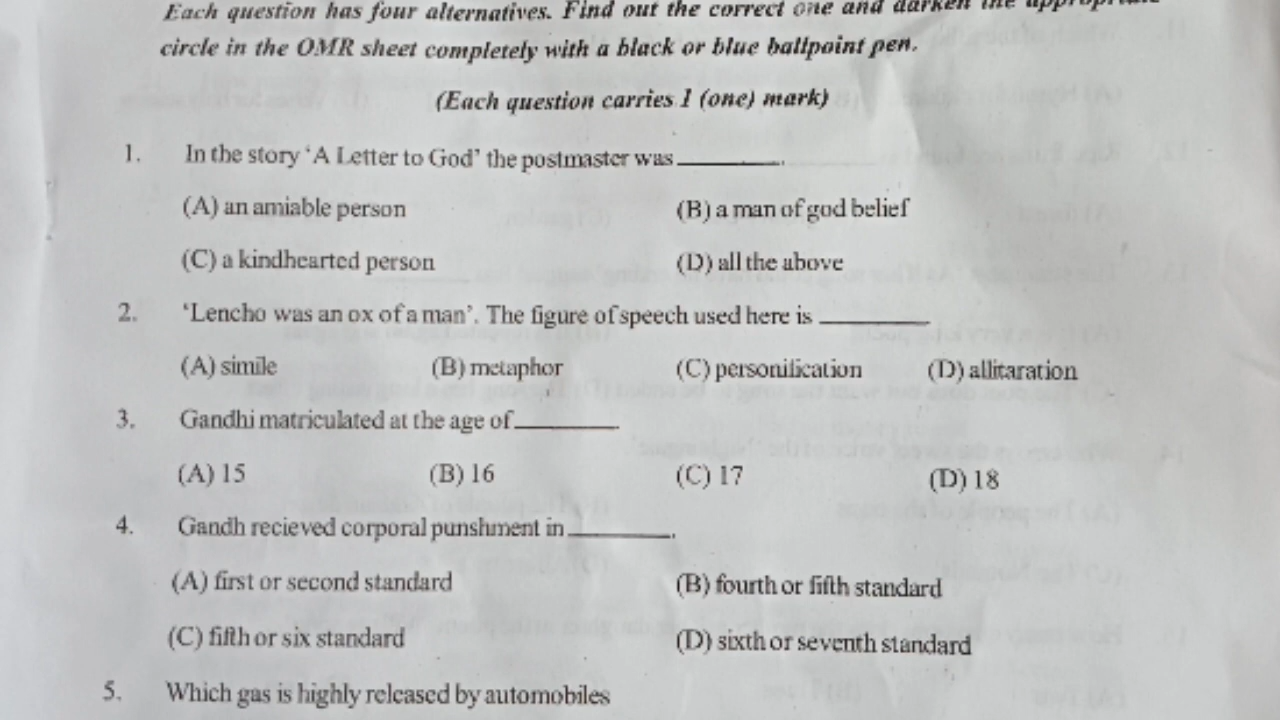 Each question has four alternatives. Find out the correct one and darken the appropriate
circle in the OMR sheet completely with a black or blue ballpoint pen.
(Each question carries 1 (one) mark)
1. In the story ‘A Letter to God’ the postmaster was ________.
(A) an amiable person (B) a man of god belief
(C) a kindhearted person (D) all the above
2. ‘Lencho was an ox of a man’. The figure of speech used here is ________
(A) simile (B) metaphor (C) personification (D) allitaration
3. Gandhi matriculated at the age of ________
(A) 15 (B) 16 (C) 17 (D) 18
4. Gandh recieved corporal punshment in ________.
(A) first or second standard (B) fourth or fifth standard
(C) fifth or six standard (D) sixth or seventh standard
5. Which gas is highly released by automobiles